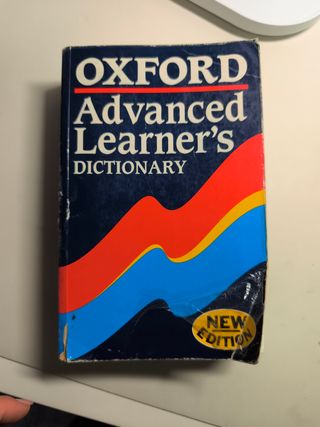 OXFORD
Advanced
Learner's
DICTIONARY
NEW
EDITION